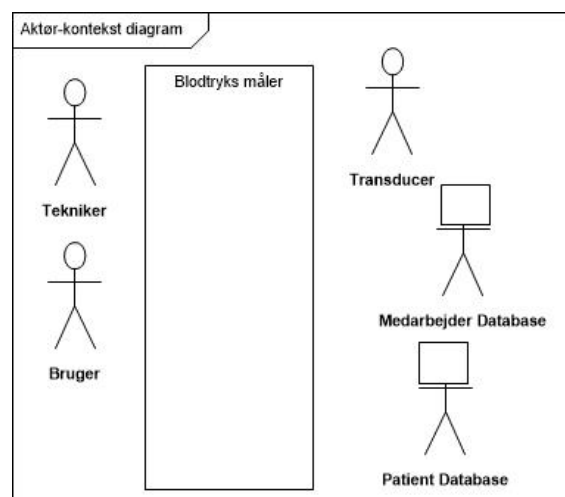 Aktør-kontekst diagram
Blodtryks måler
Transducer
Tekniker
Medarbejder Database
Bruger
Patient Database